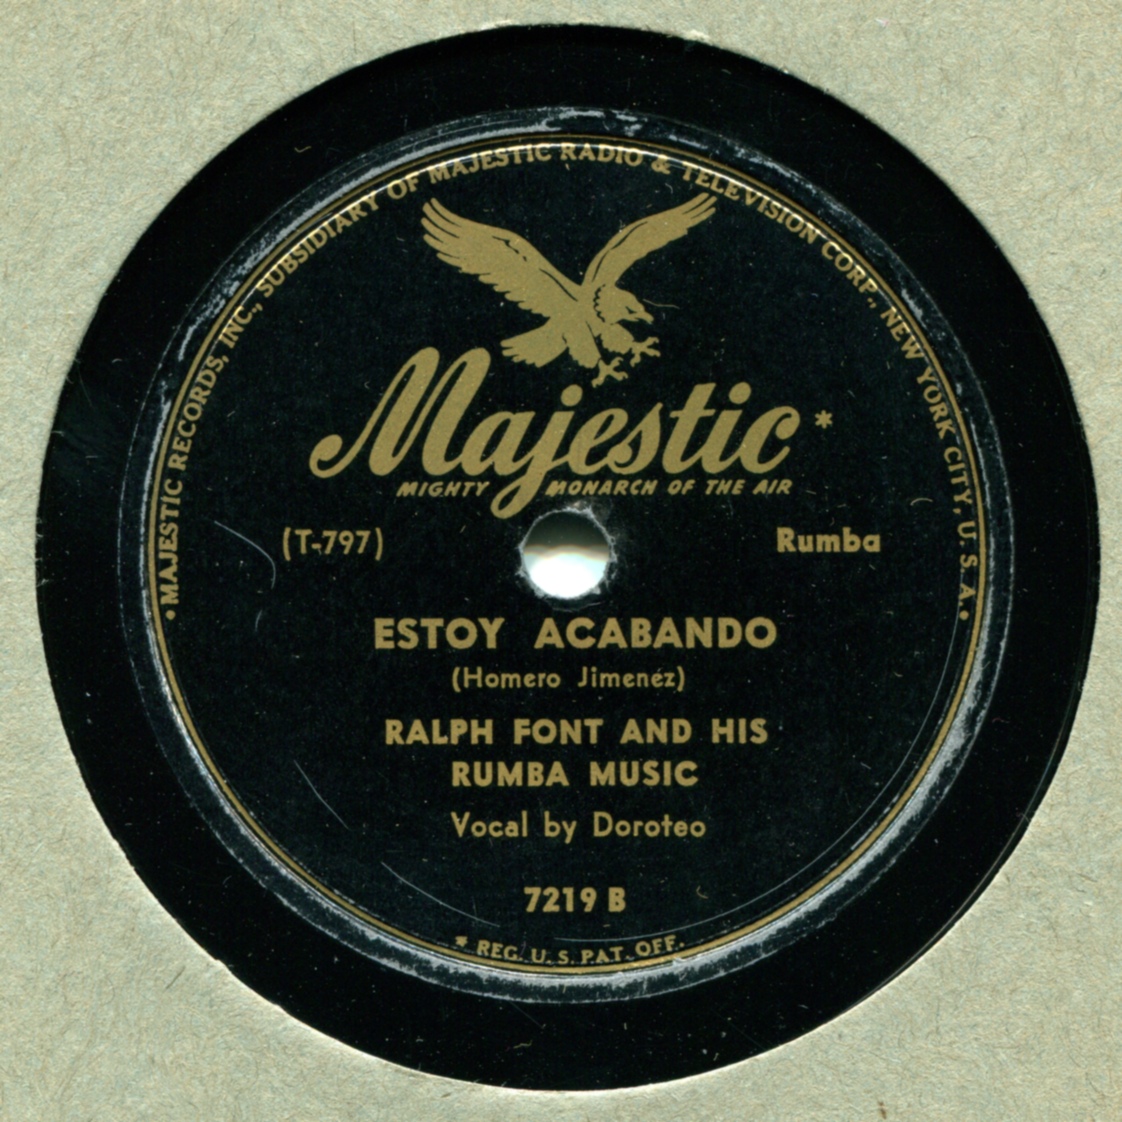 • MAJESTIC RECORDS, INC., SUBSIDIARY OF MAJESTIC RADIO & TELEVISION CORP., NEW YORK CITY, U. S. A. •
Majestic*
MIGHTY MONARCH OF THE AIR
(T-797) Rumba
ESTOY ACABANDO
(Homero Jimenéz)
RALPH FONT AND HIS
RUMBA MUSIC
Vocal by Doroteo
7219 B
* REG. U. S. PAT. OFF.